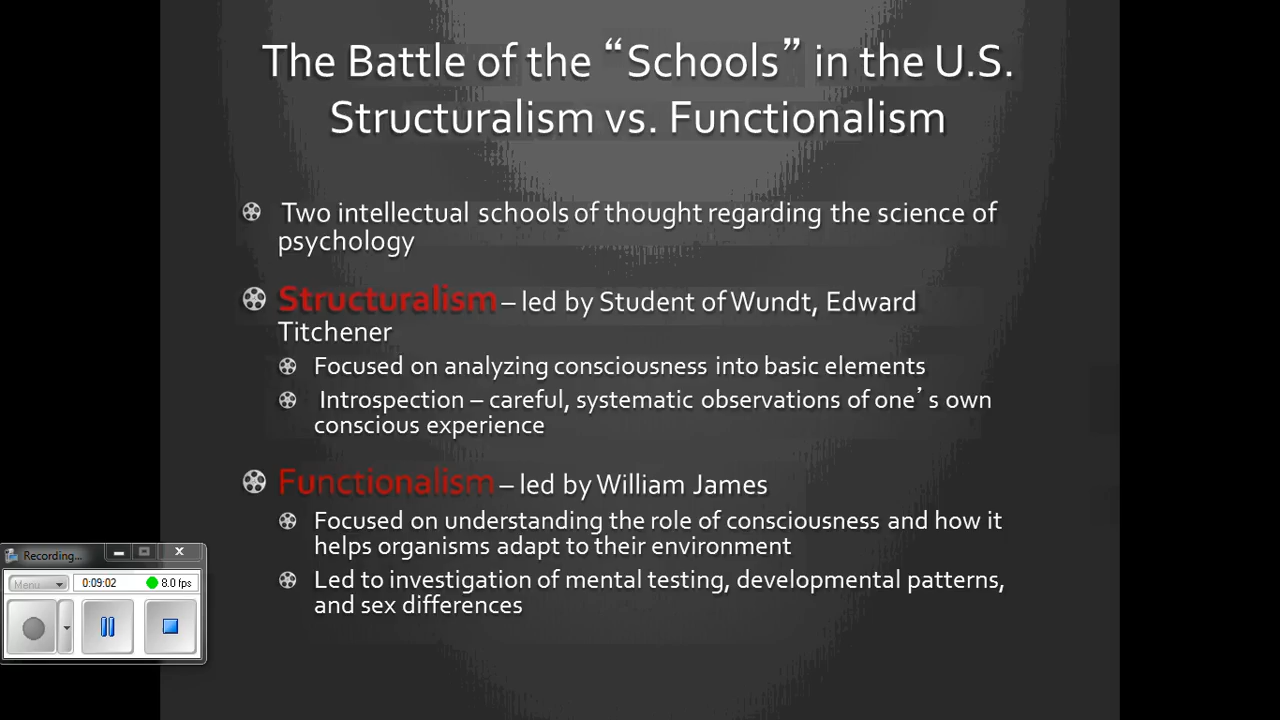 The Battle of the “Schools” in the U.S.
Structuralism vs. Functionalism
Two intellectual schools of thought regarding the science of
psychology
Structuralism – led by Student of Wundt, Edward
Titchener
Focused on analyzing consciousness into basic elements
Introspection – careful, systematic observations of one’s own
conscious experience
Functionalism – led by William James
Focused on understanding the role of consciousness and how it
helps organisms adapt to their environment
Led to investigation of mental testing, developmental patterns,
and sex differences
Recording...
Menu 0:09:02 8.0 fps